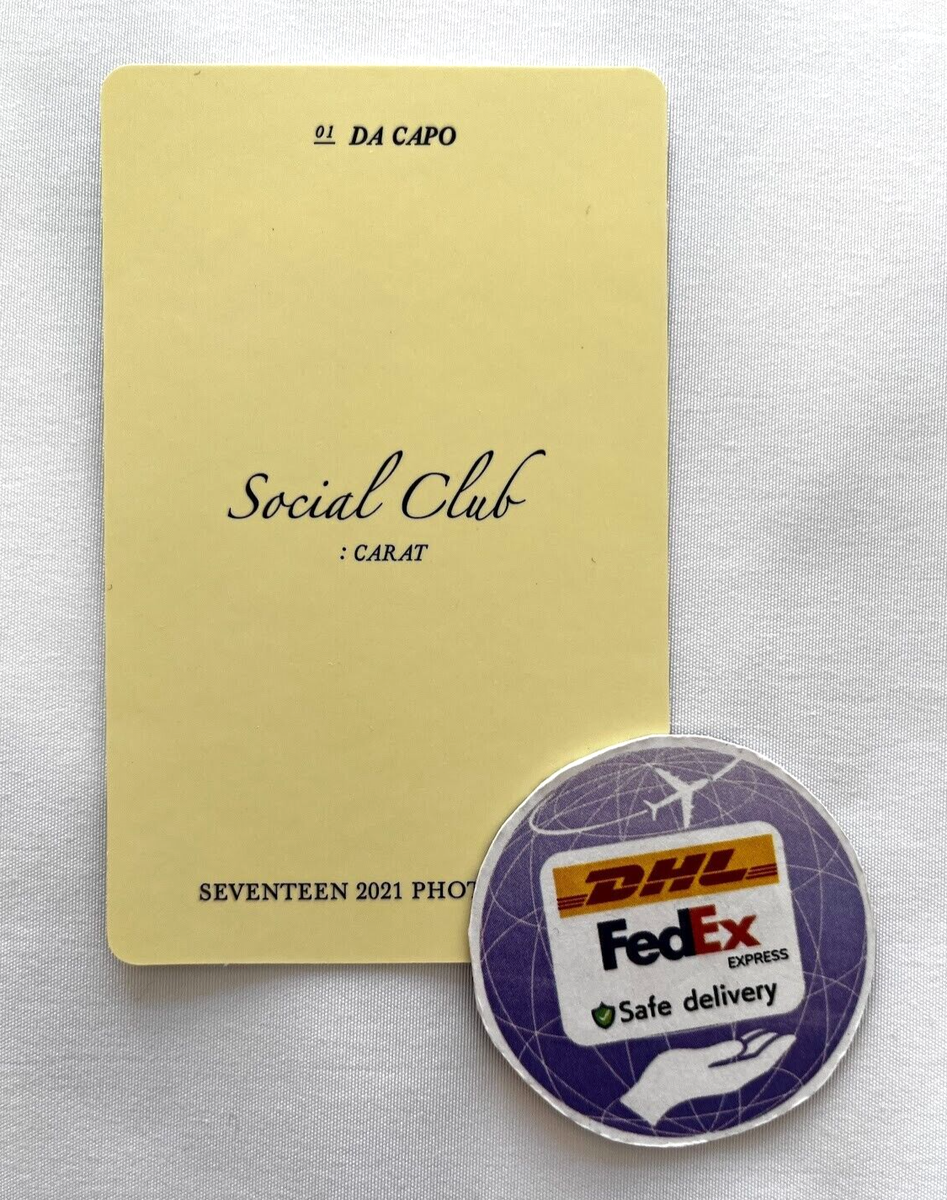 01 DA CAPO
Social Club
: CARAT
SEVENTEEN 2021 PHOT
DHL
FedEx
EXPRESS
Safe delivery